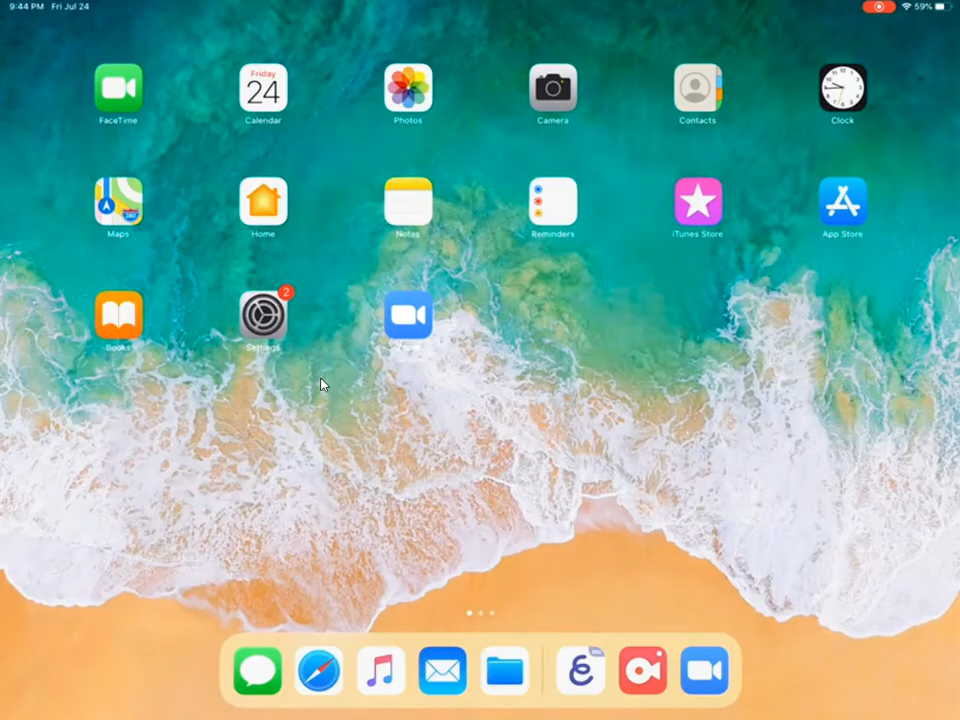 9:44 PM Fri Jul 24 59%
FaceTime
Friday
24
Calendar
Photos
Camera
Contacts
Clock
Maps
280
Home
Notes
Reminders
iTunes Store
App Store
Books
2
Settings